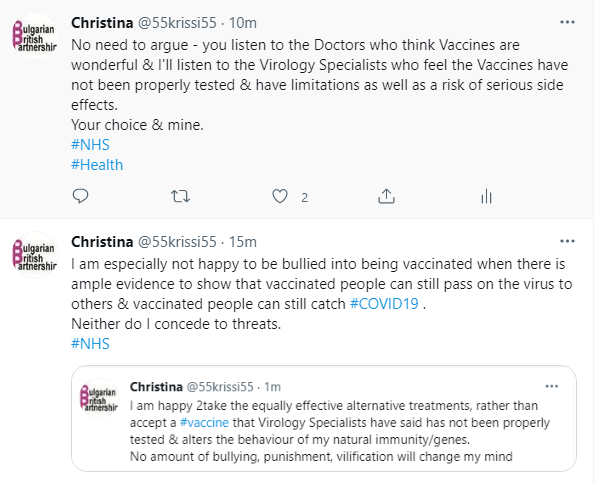 Christina @55krissi55 · 10m
No need to argue - you listen to the Doctors who think Vaccines are
wonderful & I'll listen to the Virology Specialists who feel the Vaccines have
not been properly tested & have limitations as well as a risk of serious side
effects.
Your choice & mine.
#NHS
#Health
2
Bulgarian
British
Partnership
Christina @55krissi55 · 15m
I am especially not happy to be bullied into being vaccinated when there is
ample evidence to show that vaccinated people can still pass on the virus to
others & vaccinated people can still catch #COVID19 .
Neither do I concede to threats.
#NHS
Christina @55krissi55 · 1m
I am happy 2take the equally effective alternative treatments, rather than
accept a #vaccine that Virology Specialists have said has not been properly
tested & alters the behaviour of my natural immunity/genes.
No amount of bullying, punishment, vilification will change my mind